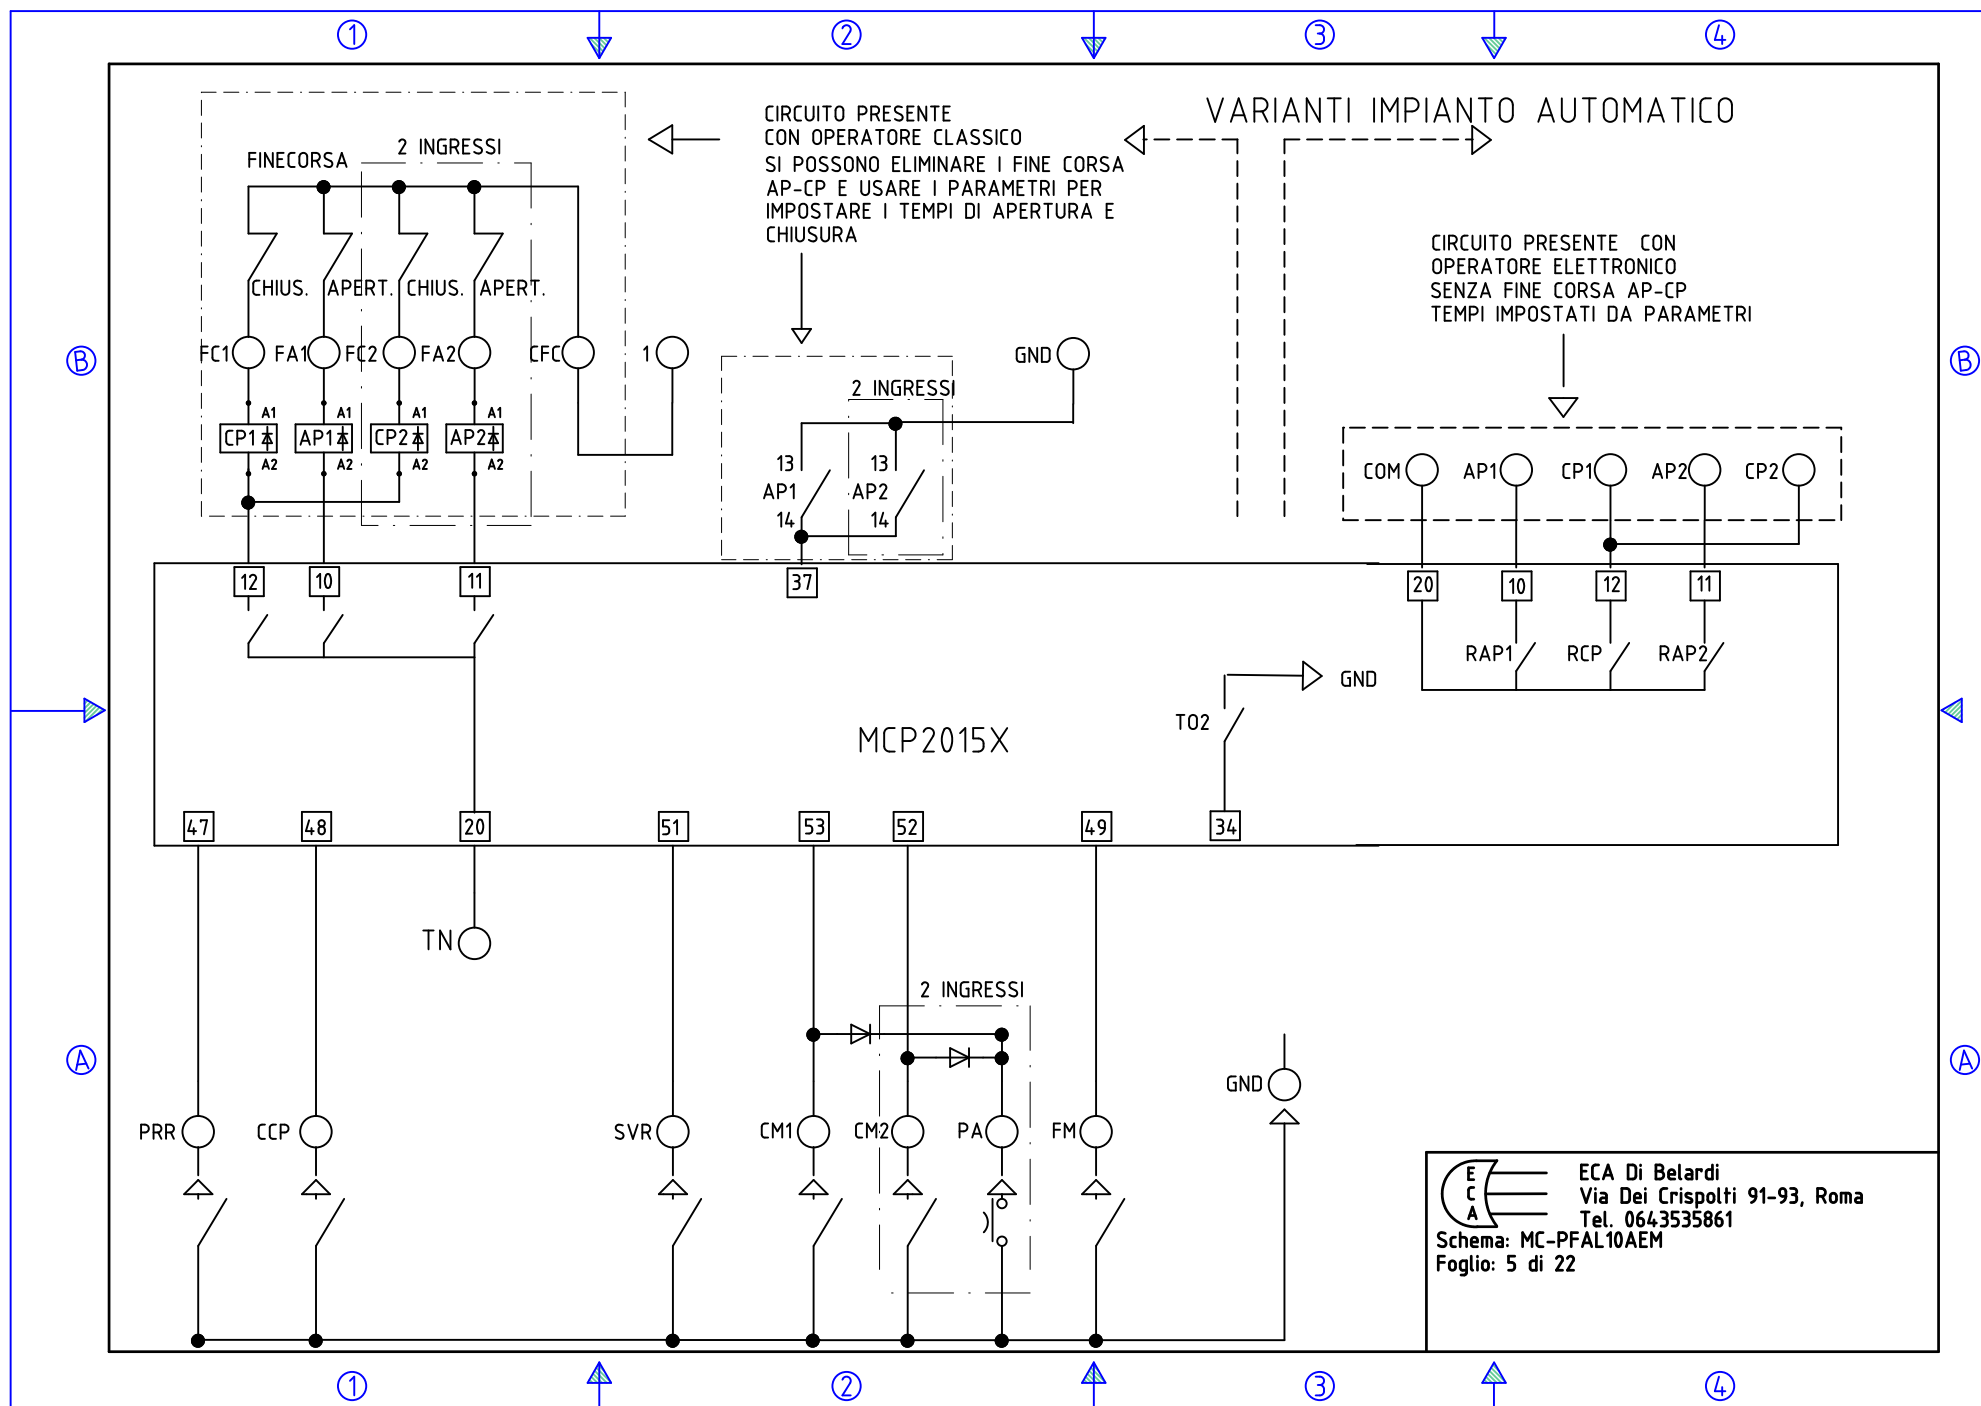 1 2 3 4
VARIANTI IMPIANTO AUTOMATICO
CIRCUITO PRESENTE
CON OPERATORE CLASSICO
SI POSSONO ELIMINARE I FINE CORSA
AP-CP E USARE I PARAMETRI PER
IMPOSTARE I TEMPI DI APERTURA E
CHIUSURA
FINECORSA
2 INGRESSI
CHIUS. APERT. CHIUS. APERT.
CIRCUITO PRESENTE CON
OPERATORE ELETTRONICO
SENZA FINE CORSA AP-CP
TEMPI IMPOSTATI DA PARAMETRI
B
FC1 FA1 FC2 FA2 CFC 1
GND
B
2 INGRESSI
A1 A1 A1 A1
CP1 AP1 CP2 AP2
A2 A2 A2 A2
13 13
AP1 AP2
14 14
COM AP1 CP1 AP2 CP2
12 10 11 37 20 10 12 11
RAP1 RCP RAP2
GND
TO2
MCP2015X
47 48 20 51 53 52 49 34
TN
2 INGRESSI
A
GND
A
PRR CCP SVR CM1 CM2 PA FM
E
C
A
ECA Di Belardi
Via Dei Crispolti 91-93, Roma
Tel. 0643535861
Schema: MC-PFAL10AEM
Foglio: 5 di 22
1 2 3 4